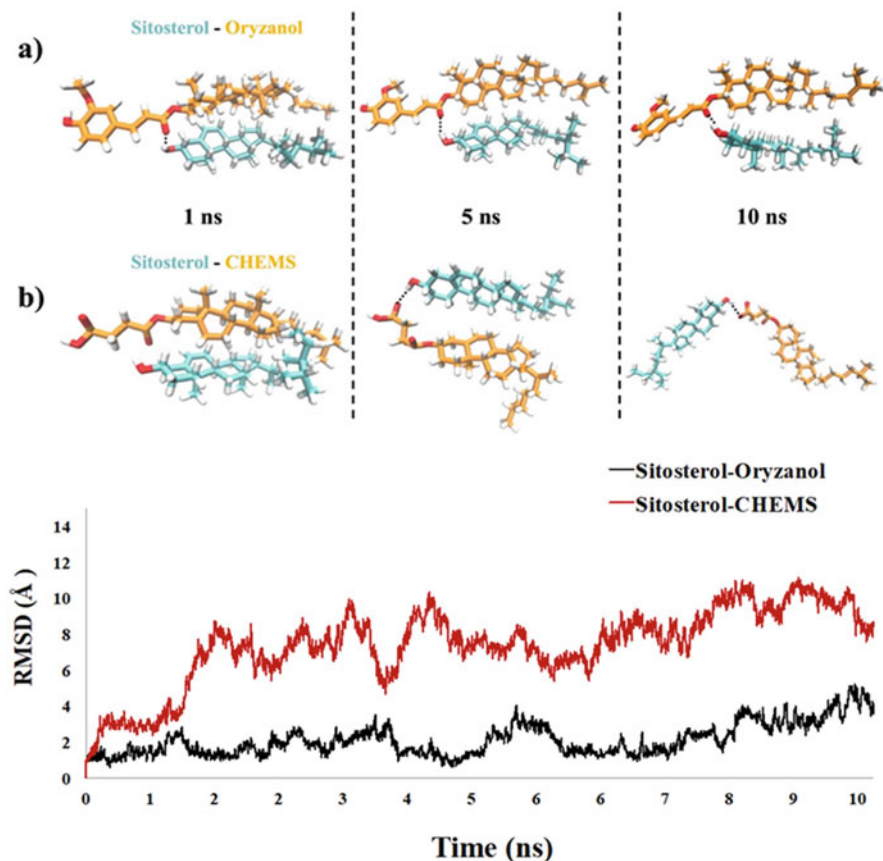 Sitosterol - Oryzanol
a)
1 ns
5 ns
10 ns
Sitosterol - CHEMS
b)
Sitosterol-Oryzanol
Sitosterol-CHEMS
14
12
10
8
6
4
2
0
RMSD (Å )
0 1 2 2 3 4 5 6 6 7 8 9 10
Time (ns)